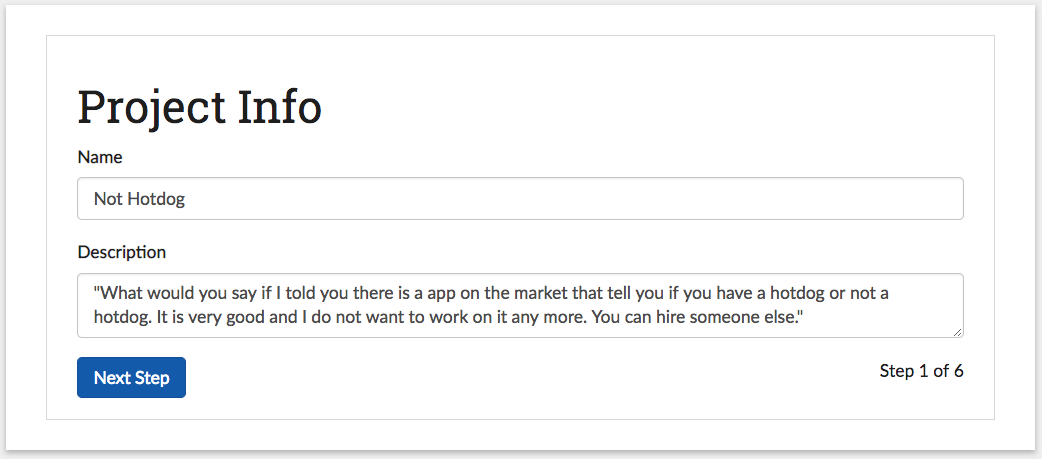 Project Info
Name
Not Hotdog
Description
"What would you say if I told you there is a app on the market that tell you if you have a hotdog or not a
hotdog. It is very good and I do not want to work on it any more. You can hire someone else."
Next Step
Step 1 of 6